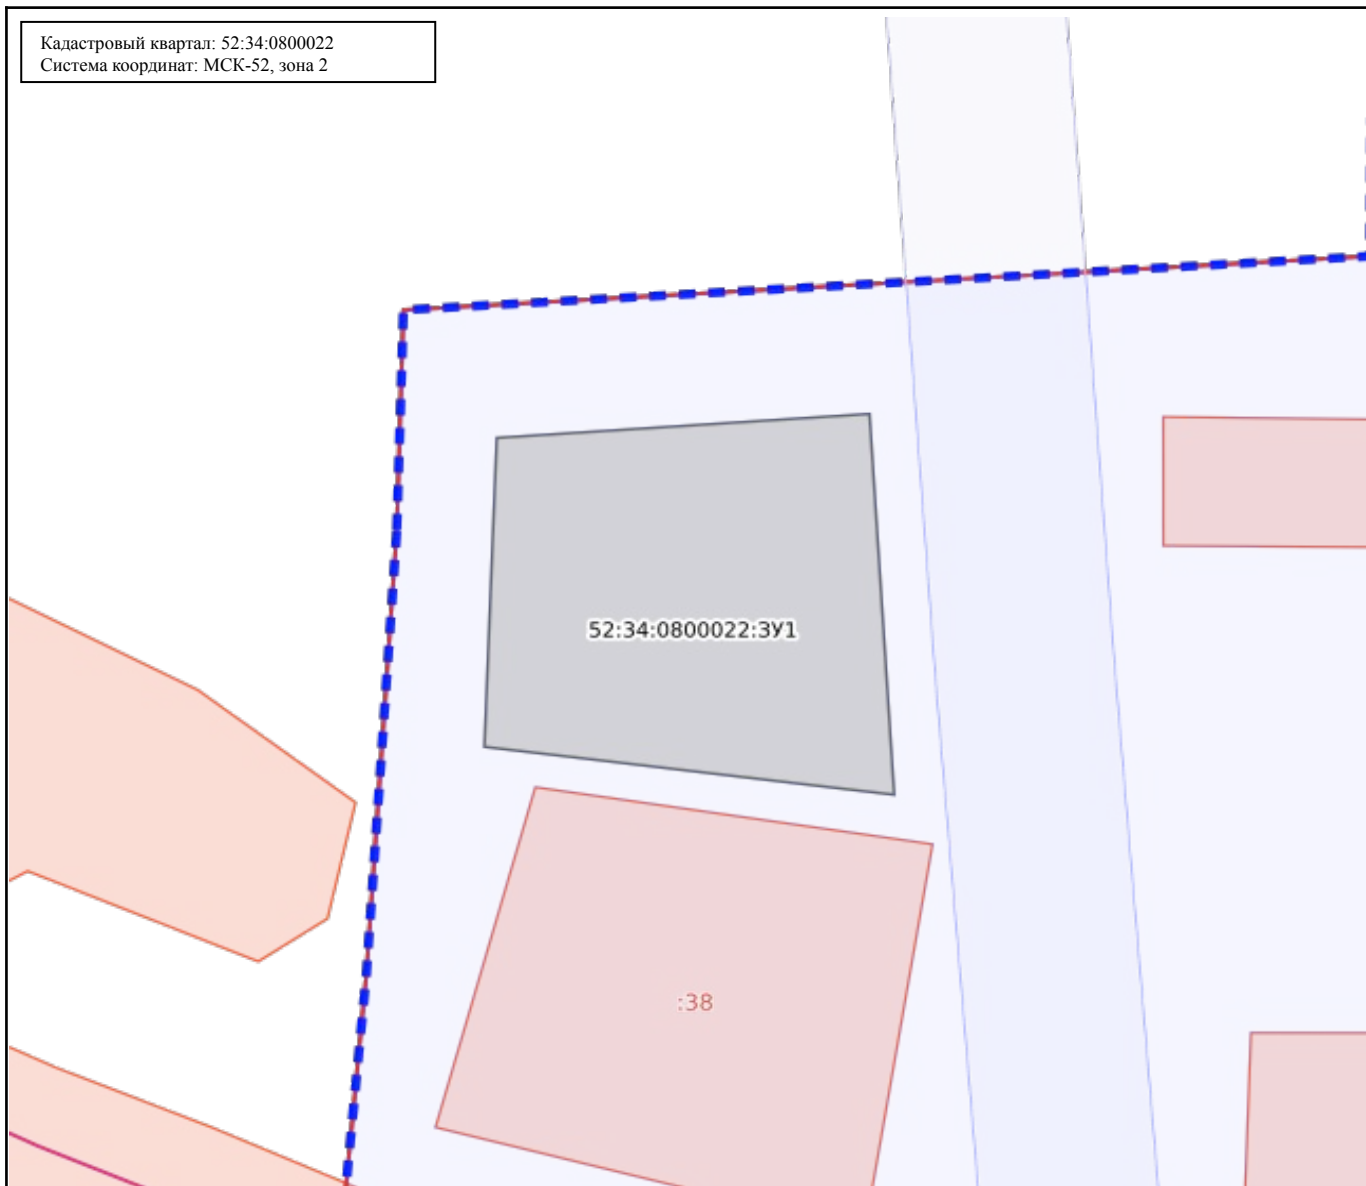 Кадастровый квартал: 52:34:0800022
Система координат: МСК-52, зона 2
52:34:0800022:ЗУ1
:38